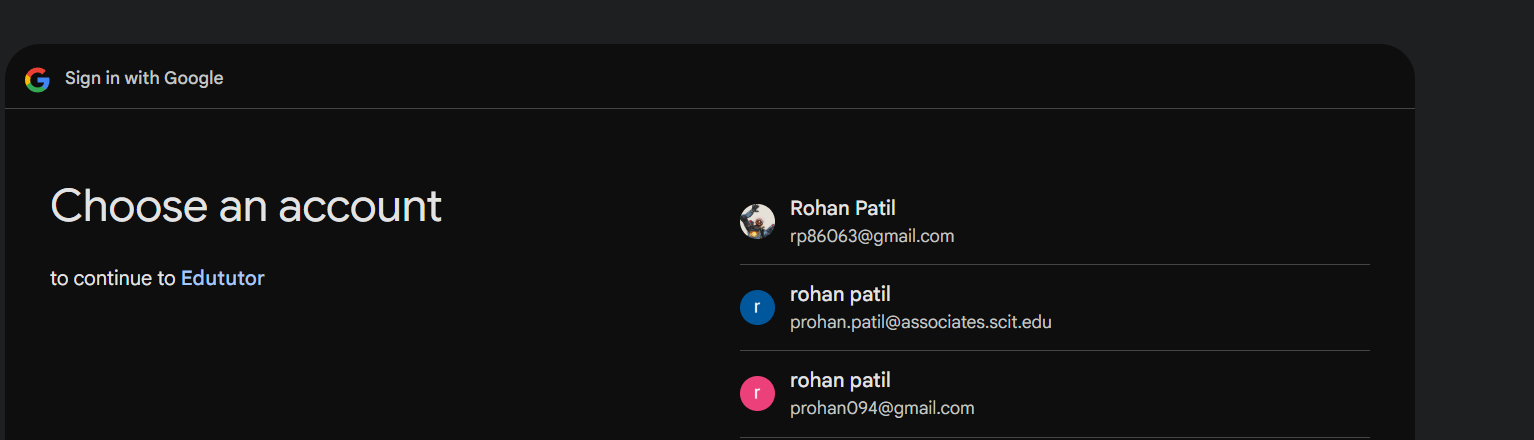 Sign in with Google
Choose an account
to continue to Edututor
Rohan Patil
rp86063@gmail.com
r
rohan patil
prohan.patil@associates.scit.edu
r
rohan patil
prohan094@gmail.com